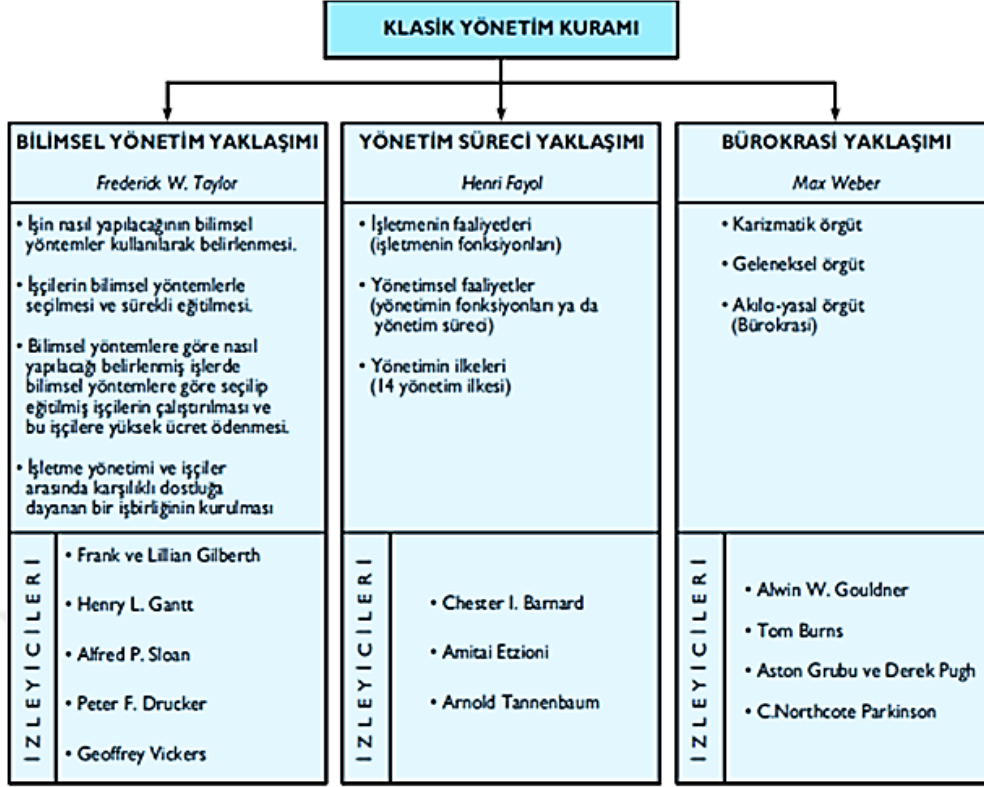 KLASİK YÖNETİM KURAMI
BİLİMSEL YÖNETİM YAKLAŞIMI
Frederick W. Taylor
• İşin nasıl yapılacağının bilimsel
yöntemler kullanılarak belirlenmesi.
• İşçilerin bilimsel yöntemlerle
seçilmesi ve sürekli eğitilmesi.
• Bilimsel yöntemlere göre nasıl
yapılacağı belirlenmiş işlerde
bilimsel yöntemlere göre seçilip
eğitilmiş işçilerin çalıştırılması ve
bu işçilere yüksek ücret ödenmesi.
• İşletme yönetimi ve işçiler
arasında karşılıklı dostluğa
dayanan bir işbirliğinin kurulması
IZLEYİCİLERİ
• Frank ve Lillian Gilberth
• Henry L. Gantt
• Alfred P. Sloan
• Peter F. Drucker
• Geoffrey Vickers
YÖNETİM SÜRECİ YAKLAŞIMI
Henri Fayol
• İşletmenin faaliyetleri
(işletmenin fonksiyonları)
• Yönetimsel faaliyetler
(yönetimin fonksiyonları ya da
yönetim süreci)
• Yönetimin ilkeleri
(14 yönetim ilkesi)
IZLEYİCİLERİ
• Chester I. Barnard
• Amitai Etzioni
• Arnold Tannenbaum
BÜROKRASİ YAKLAŞIMI
Max Weber
• Karizmatik örgüt
• Geleneksel örgüt
• Akılcı-yasal örgüt
(Bürokrasi)
IZLEYİCİLERİ
• Alwin W. Gouldner
• Tom Burns
• Aston Grubu ve Derek Pugh
• C.Northcote Parkinson